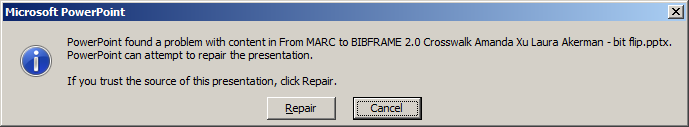 Microsoft PowerPoint
PowerPoint found a problem with content in From MARC to BIBFRAME 2.0 Crosswalk Amanda Xu Laura Akerman - bit flip.pptx.
PowerPoint can attempt to repair the presentation.
If you trust the source of this presentation, click Repair.
Repair Cancel